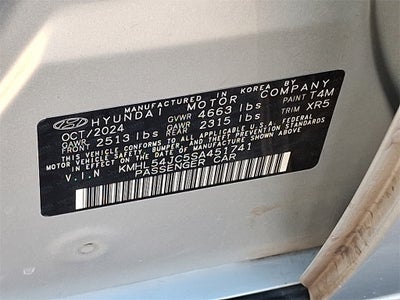 MANUFACTURED IN KOREA BY
HYUNDAI MOTOR COMPANY
OCT/2024 GVWR 4663 lbs PAINT T4M
GAWR FRT 2513 lbs GAWR REAR 2315 lbs TRIM XR5
THIS VEHICLE CONFORMS TO ALL APPLICABLE U.S.A. FEDERAL MOTOR
VEHICLE SAFETY, BUMPER, AND THEFT PREVENTION STANDARDS
IN EFFECT ON THE DATE OF MANUFACTURE SHOWN ABOVE.
V.I.N KMHL54JC5SA451741
PASSENGER CAR